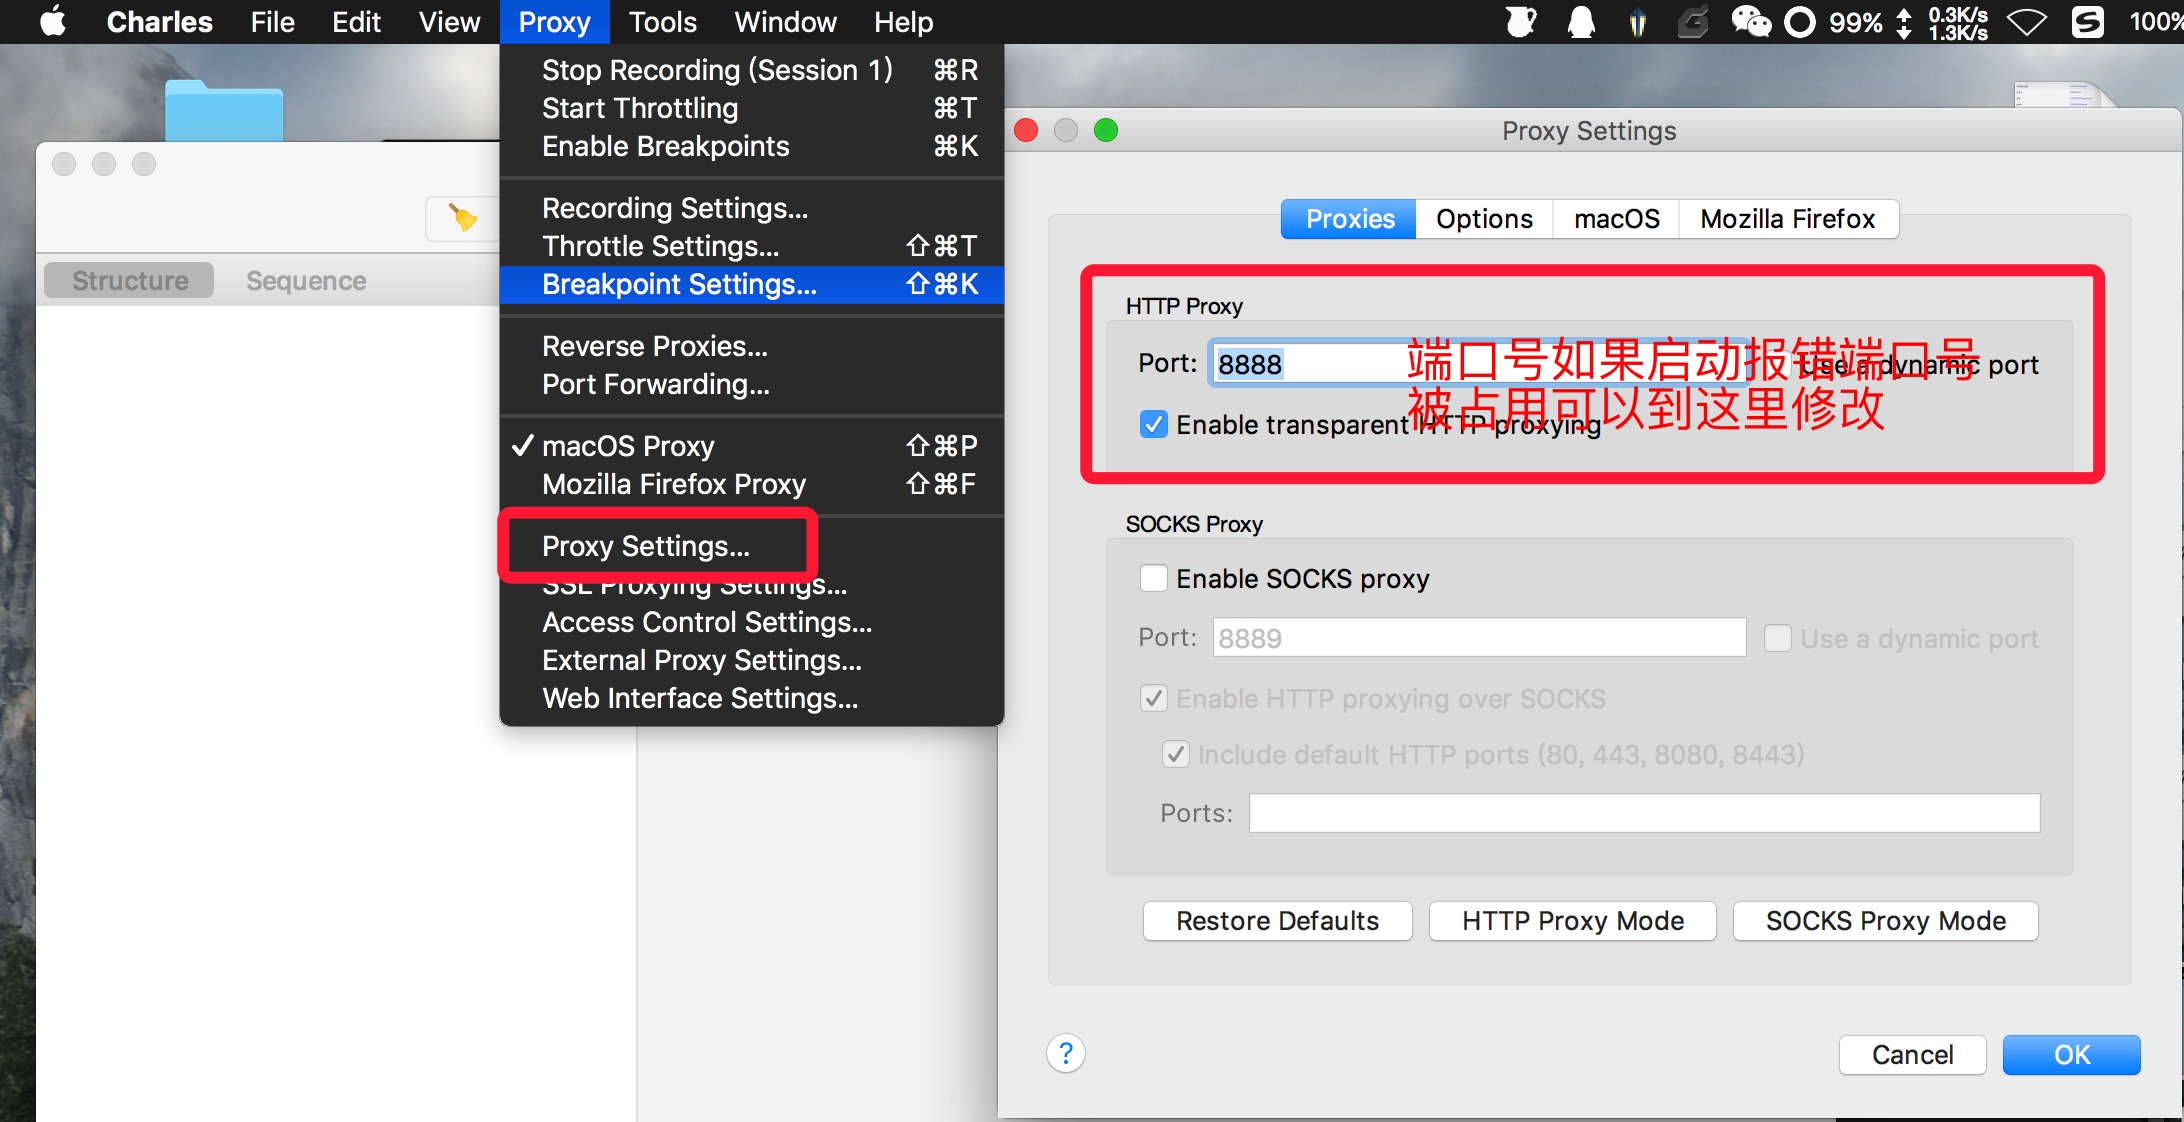 Charles File Edit View Proxy Tools Window Help 99% 0.3K/s 100%
1.3K/s
Stop Recording (Session 1) ⌘R
Start Throttling ⌘T
Enable Breakpoints ⌘K
Recording Settings...
Throttle Settings... ⇧⌘T
Breakpoint Settings... ⇧⌘K
Reverse Proxies...
Port Forwarding...
✓ macOS Proxy ⇧⌘P
Mozilla Firefox Proxy ⇧⌘F
Proxy Settings...
SSL Proxying Settings...
Access Control Settings...
External Proxy Settings...
Web Interface Settings...
Structure Sequence
Proxy Settings
Proxies Options macOS Mozilla Firefox
HTTP Proxy
Port: 8888 Use a dynamic port
端口号如果启动报错端口号
被占用可以到这里修改
Enable transparent HTTP proxying
SOCKS Proxy
Enable SOCKS proxy
Port: 8889 Use a dynamic port
Enable HTTP proxying over SOCKS
Include default HTTP ports (80, 443, 8080, 8443)
Ports:
Restore Defaults HTTP Proxy Mode SOCKS Proxy Mode
? Cancel OK